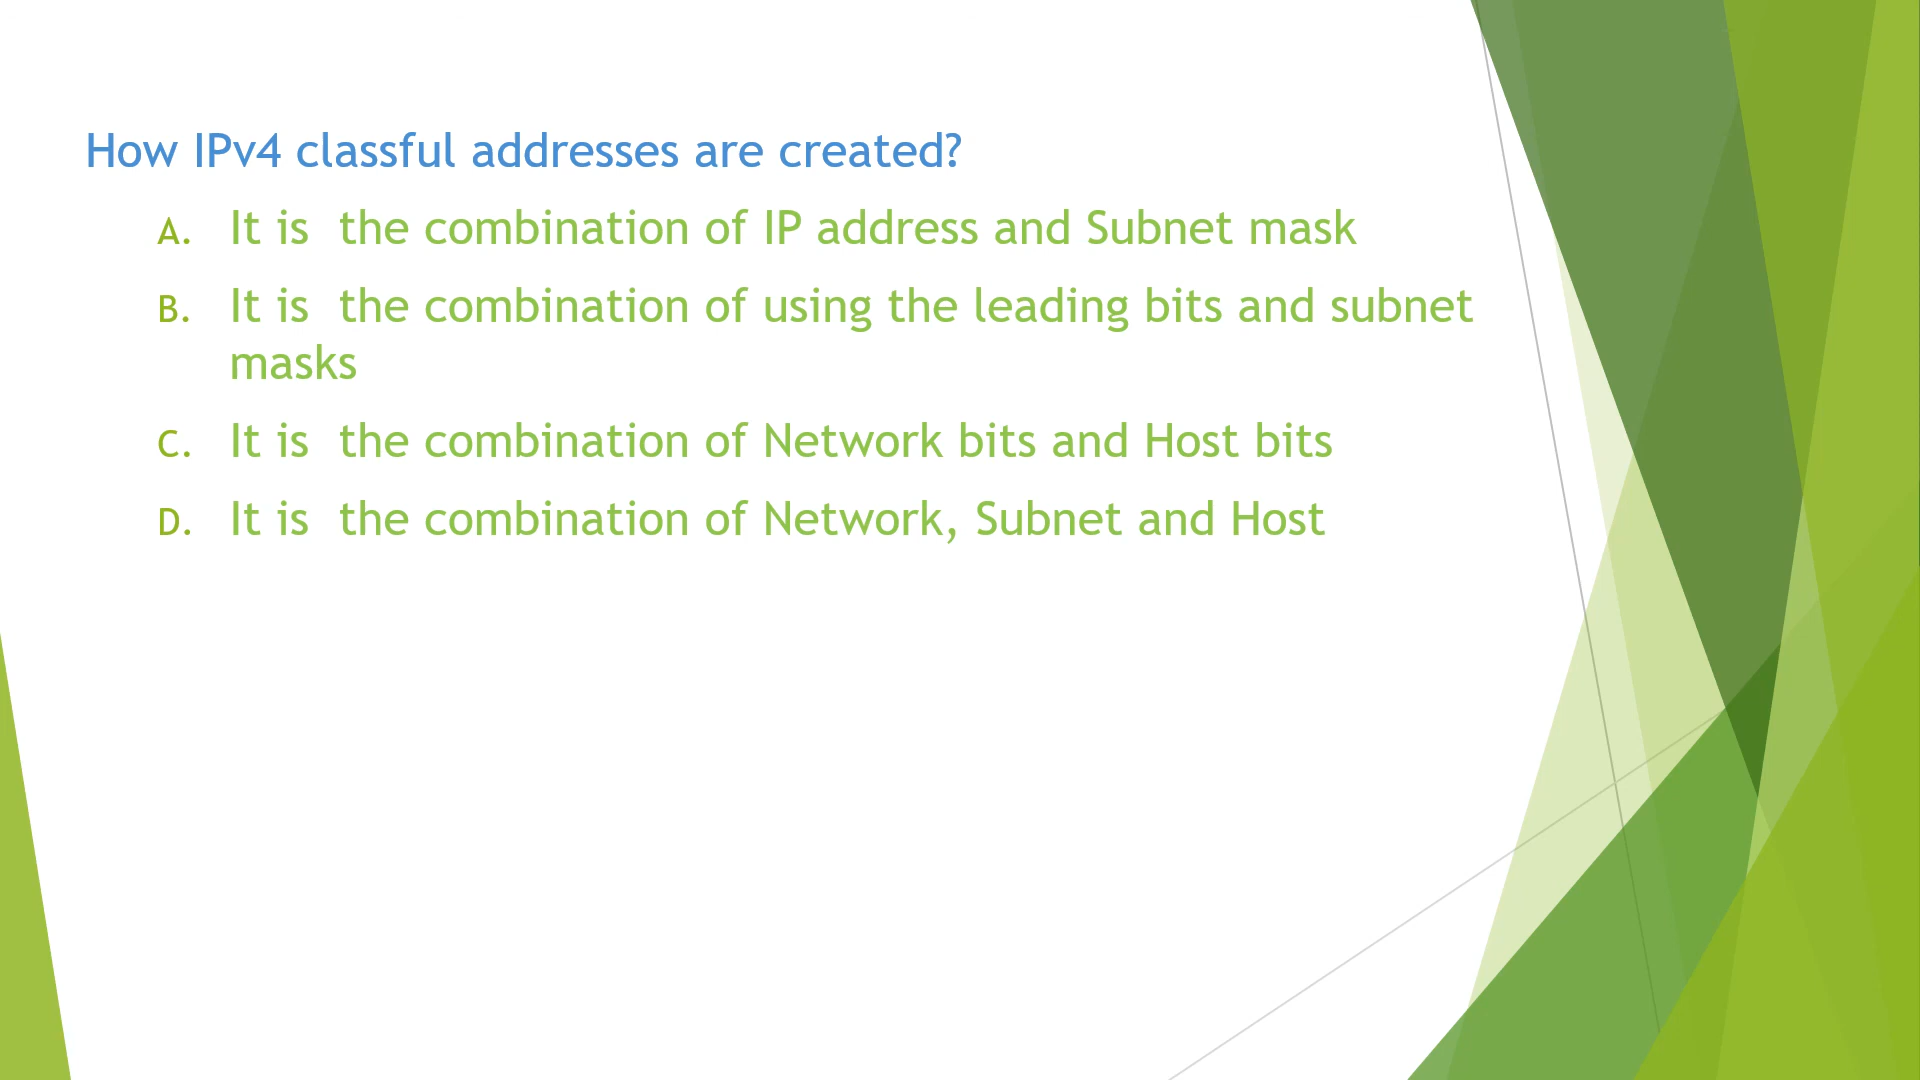 How IPv4 classful addresses are created?
A. It is  the combination of IP address and Subnet mask
B. It is  the combination of using the leading bits and subnet
masks
C. It is  the combination of Network bits and Host bits
D. It is  the combination of Network, Subnet and Host